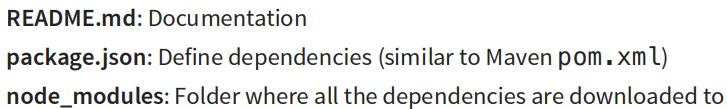 README.md: Documentation
package.json: Define dependencies (similar to Maven pom.xml)
node_modules: Folder where all the dependencies are downloaded to